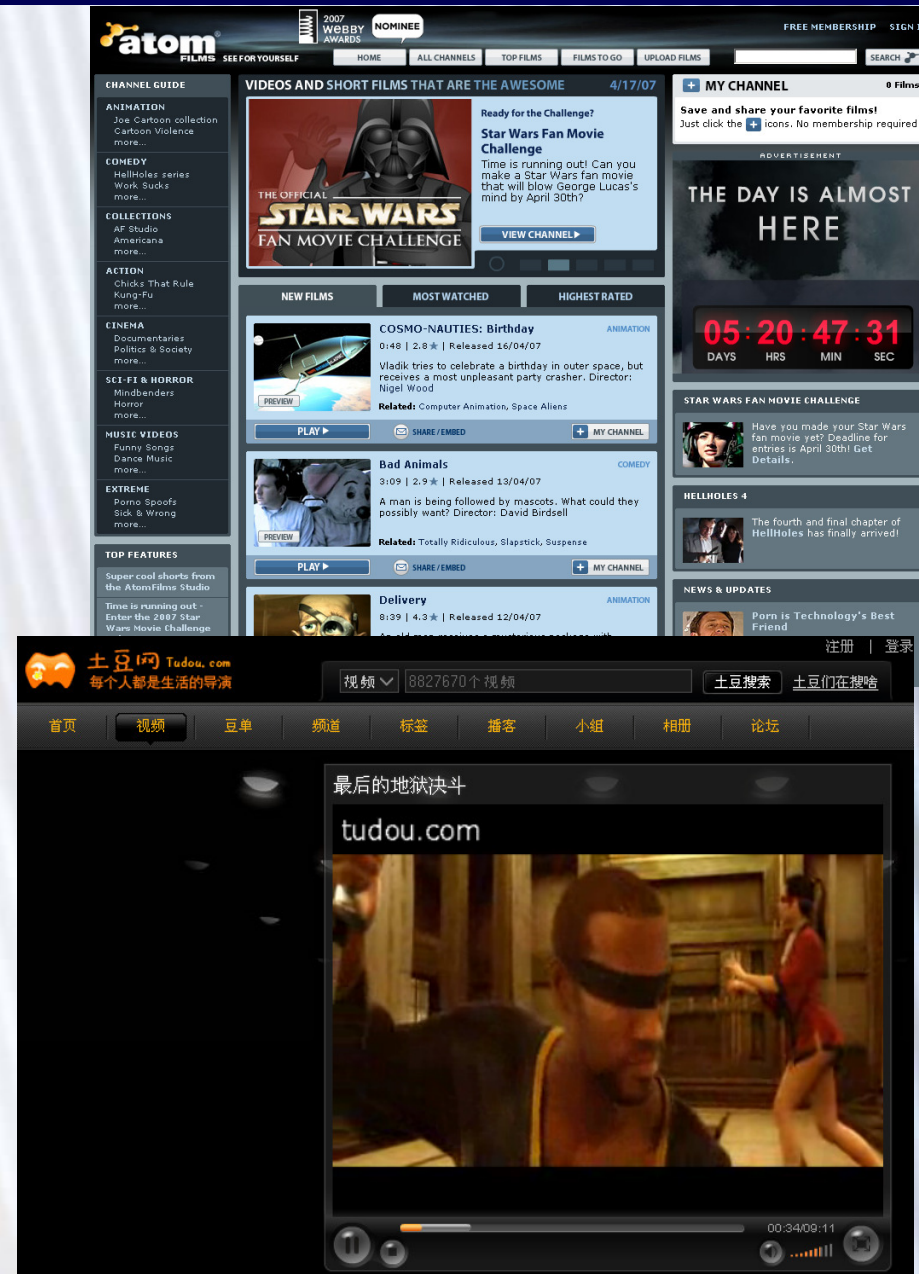 atom FILMS SEE FOR YOURSELF
2007 WEBBY AWARDS NOMINEE
FREE MEMBERSHIP SIGN
HOME ALL CHANNELS TOP FILMS FILMS TO GO UPLOAD FILMS SEARCH
CHANNEL GUIDE
ANIMATION
Joe Cartoon collection
Cartoon Violence
more...
COMEDY
HellHoles series
Work Sucks
more...
COLLECTIONS
AF Studio
Americana
more...
ACTION
Chicks That Rule
Kung-Fu
more...
CINEMA
Documentaries
Politics & Society
more...
SCI-FI & HORROR
Mindbenders
Horror
more...
MUSIC VIDEOS
Funny Songs
Dance Music
more...
EXTREME
Porno Spoofs
Sick & Wrong
more...
TOP FEATURES
Super cool shorts from
the AtomFilms Studio
Time is running out -
Enter the 2007 Star
Wars Movie Challenge
VIDEOS AND SHORT FILMS THAT ARE THE AWESOME 4/17/07
THE OFFICIAL
STAR WARS
FAN MOVIE CHALLENGE
Ready for the Challenge?
Star Wars Fan Movie
Challenge
Time is running out! Can you
make a Star Wars fan movie
that will blow George Lucas's
mind by April 30th?
VIEW CHANNEL
NEW FILMS MOST WATCHED HIGHEST RATED
COSMO-NAUTIES: Birthday ANIMATION
0:48 | 2.8★ | Released 16/04/07
Vladik tries to celebrate a birthday in outer space, but
receives a most unpleasant party crasher. Director:
Nigel Wood
PREVIEW
Related: Computer Animation, Space Aliens
PLAY SHARE / EMBED + MY CHANNEL
Bad Animals COMEDY
3:09 | 2.9★ | Released 13/04/07
A man is being followed by mascots. What could they
possibly want? Director: David Birdsell
PREVIEW
Related: Totally Ridiculous, Slapstick, Suspense
PLAY SHARE / EMBED + MY CHANNEL
Delivery ANIMATION
8:39 | 4.3★ | Released 12/04/07
+ MY CHANNEL 0 Films
Save and share your favorite films!
Just click the + icons. No membership required
ADVERTISEMENT
THE DAY IS ALMOST
HERE
05:20:47:31
DAYS HRS MIN SEC
STAR WARS FAN MOVIE CHALLENGE
Have you made your Star Wars
fan movie yet? Deadline for
entries is April 30th! Get
Details.
HELLHOLES 4
The fourth and final chapter of
HellHoles has finally arrived!
NEWS & UPDATES
Porn is Technology's Best
Friend
注册 | 登录
土豆网 Tudou.com
每个人都是生活的导演
视频 8827670个视频 土豆搜索 土豆们在搜啥
首页 视频 豆单 频道 标签 播客 小组 相册 论坛
最后的地狱决斗
tudou.com
00:34/09:11